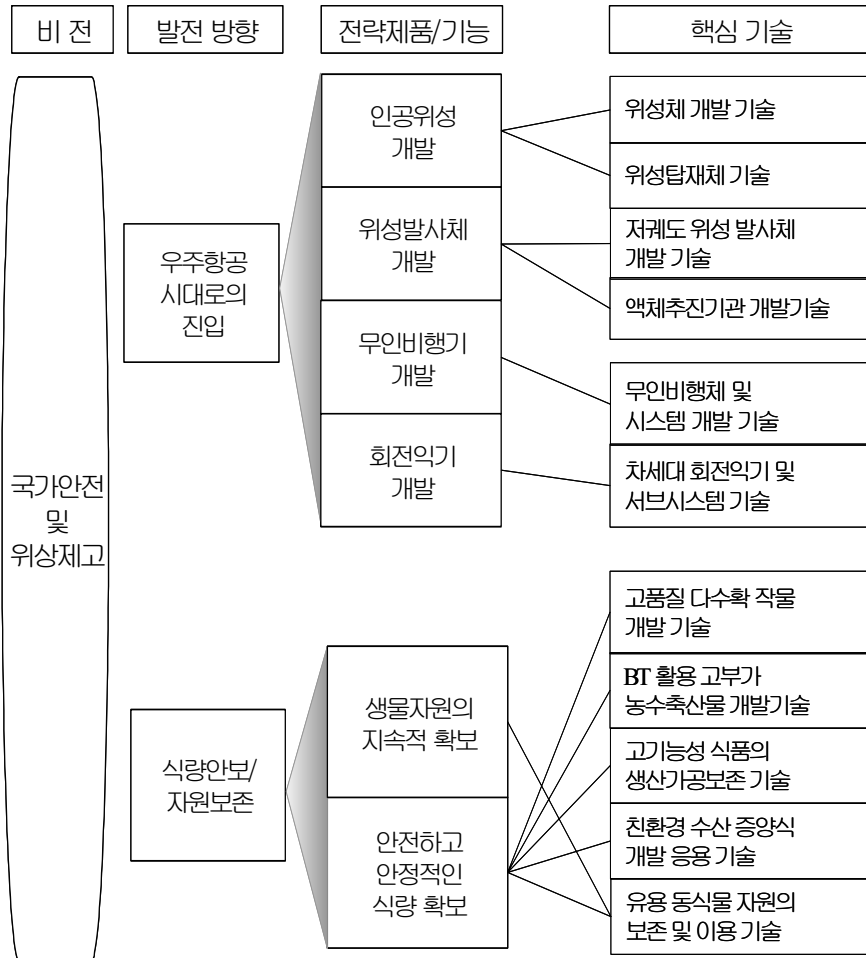 비 전
발전 방향
전략제품/기능
핵심 기술
국가안전
및
위상제고
우주항공
시대로의
진입
인공위성
개발
위성발사체
개발
무인비행기
개발
회전익기
개발
위성체 개발 기술
위성탑재체 기술
저궤도 위성 발사체
개발 기술
액체추진기관 개발기술
무인비행체 및
시스템 개발 기술
차세대 회전익기 및
서브시스템 기술
식량안보/
자원보존
생물자원의
지속적 확보
안전하고
안정적인
식량 확보
고품질 다수확 작물
개발 기술
BT 활용 고부가
농수축산물 개발기술
고기능성 식품의
생산가공보존 기술
친환경 수산 증양식
개발 응용 기술
유용 동식물 자원의
보존 및 이용 기술